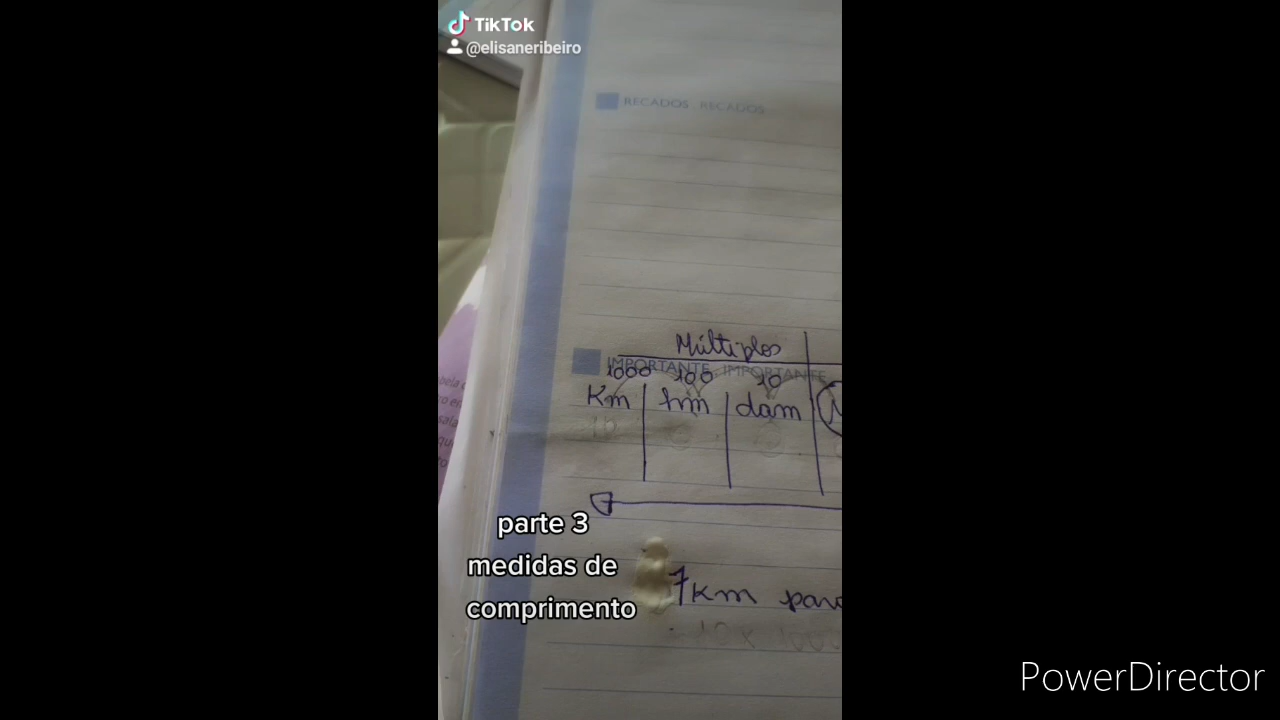 TikTok
@elisaneribeiro
RECADOS . RECADOS
Múltiplos
IMPORTANTE . IMPORTANTE
1000 100 10
Km hm dam
parte 3
medidas de
comprimento
7Km
PowerDirector